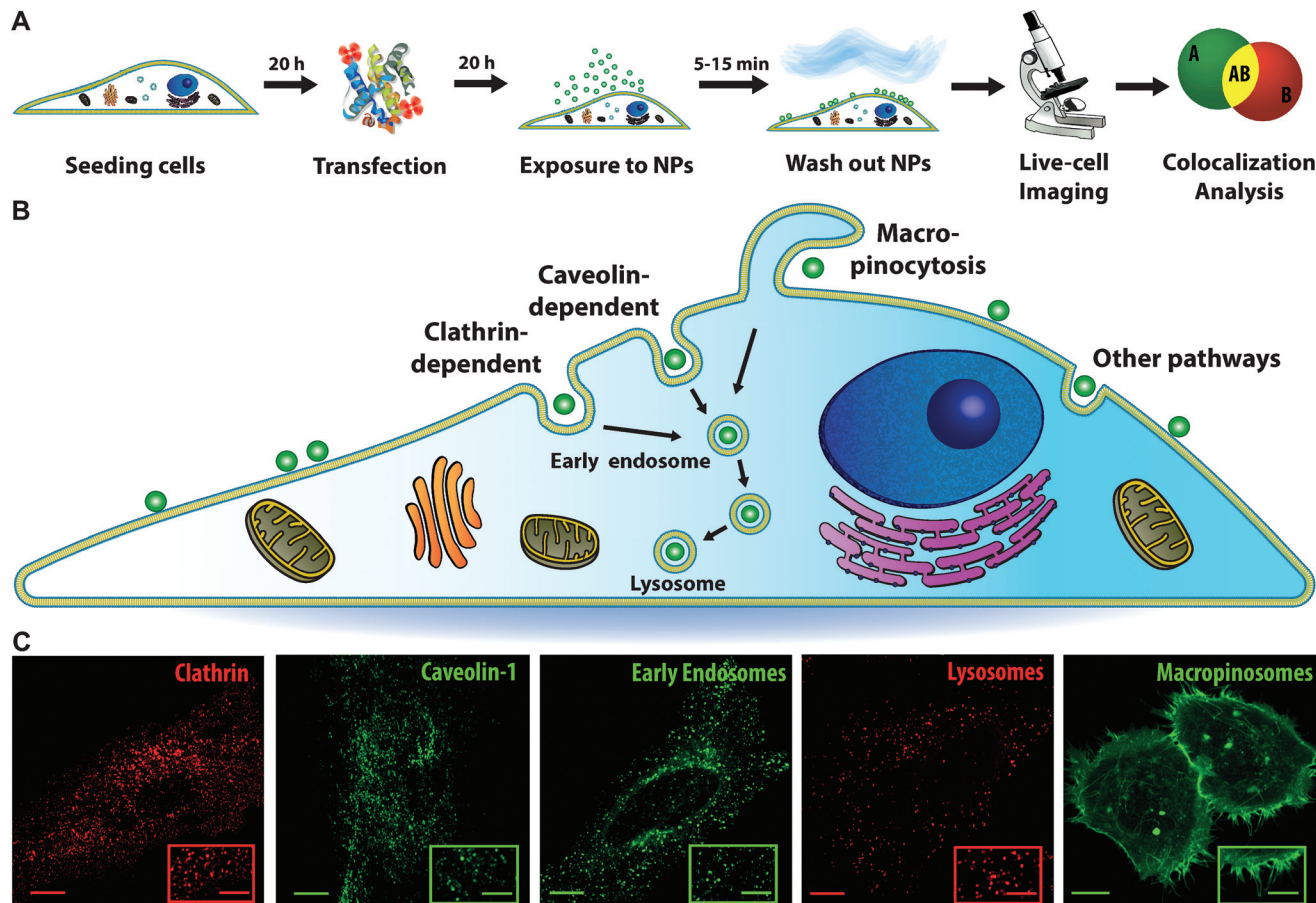 A
20 h
20 h
5-15 min
A
AB
B
Seeding cells
Transfection
Exposure to NPs
Wash out NPs
Live-cell
Imaging
Colocalization
Analysis
B
Macro-
pinocytosis
Caveolin-
dependent
Clathrin-
dependent
Other pathways
Early endosome
Lysosome
C
Clathrin
Caveolin-1
Early Endosomes
Lysosomes
Macropinosomes